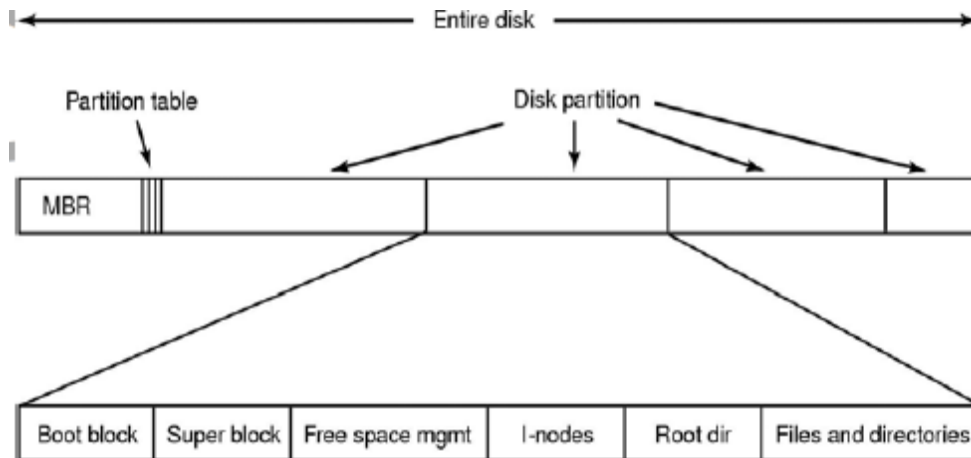 Entire disk
Partition table
Disk partition
MBR
Boot block
Super block
Free space mgmt
I-nodes
Root dir
Files and directories